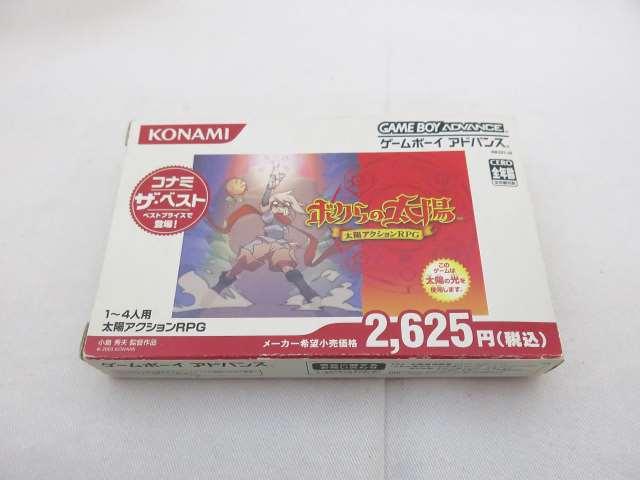 KONAMI
GAME BOY ADVANCE
ゲームボーイ アドバンス
CERO
全年齢
コナミ
ザ・ベスト
ベストプライスで
登場!
ボクらの太陽
太陽アクションRPG
この
ゲームは
太陽の光を
使用します。
1〜4人用
太陽アクションRPG
小島 秀夫 監督作品
© 2003 KONAMI
メーカー希望小売価格 2,625円(税込)
ゲームボーイ アドバンス